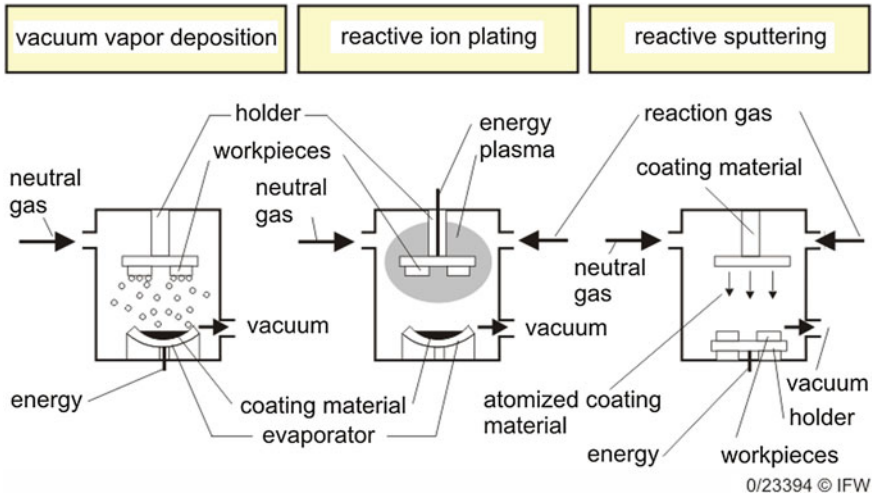 vacuum vapor deposition
reactive ion plating
reactive sputtering
holder
workpieces
neutral
gas
energy
plasma
neutral
gas
reaction gas
coating material
neutral
gas
vacuum
vacuum
energy
coating material
evaporator
atomized coating
material
energy
vacuum
holder
workpieces
0/23394 © IFW